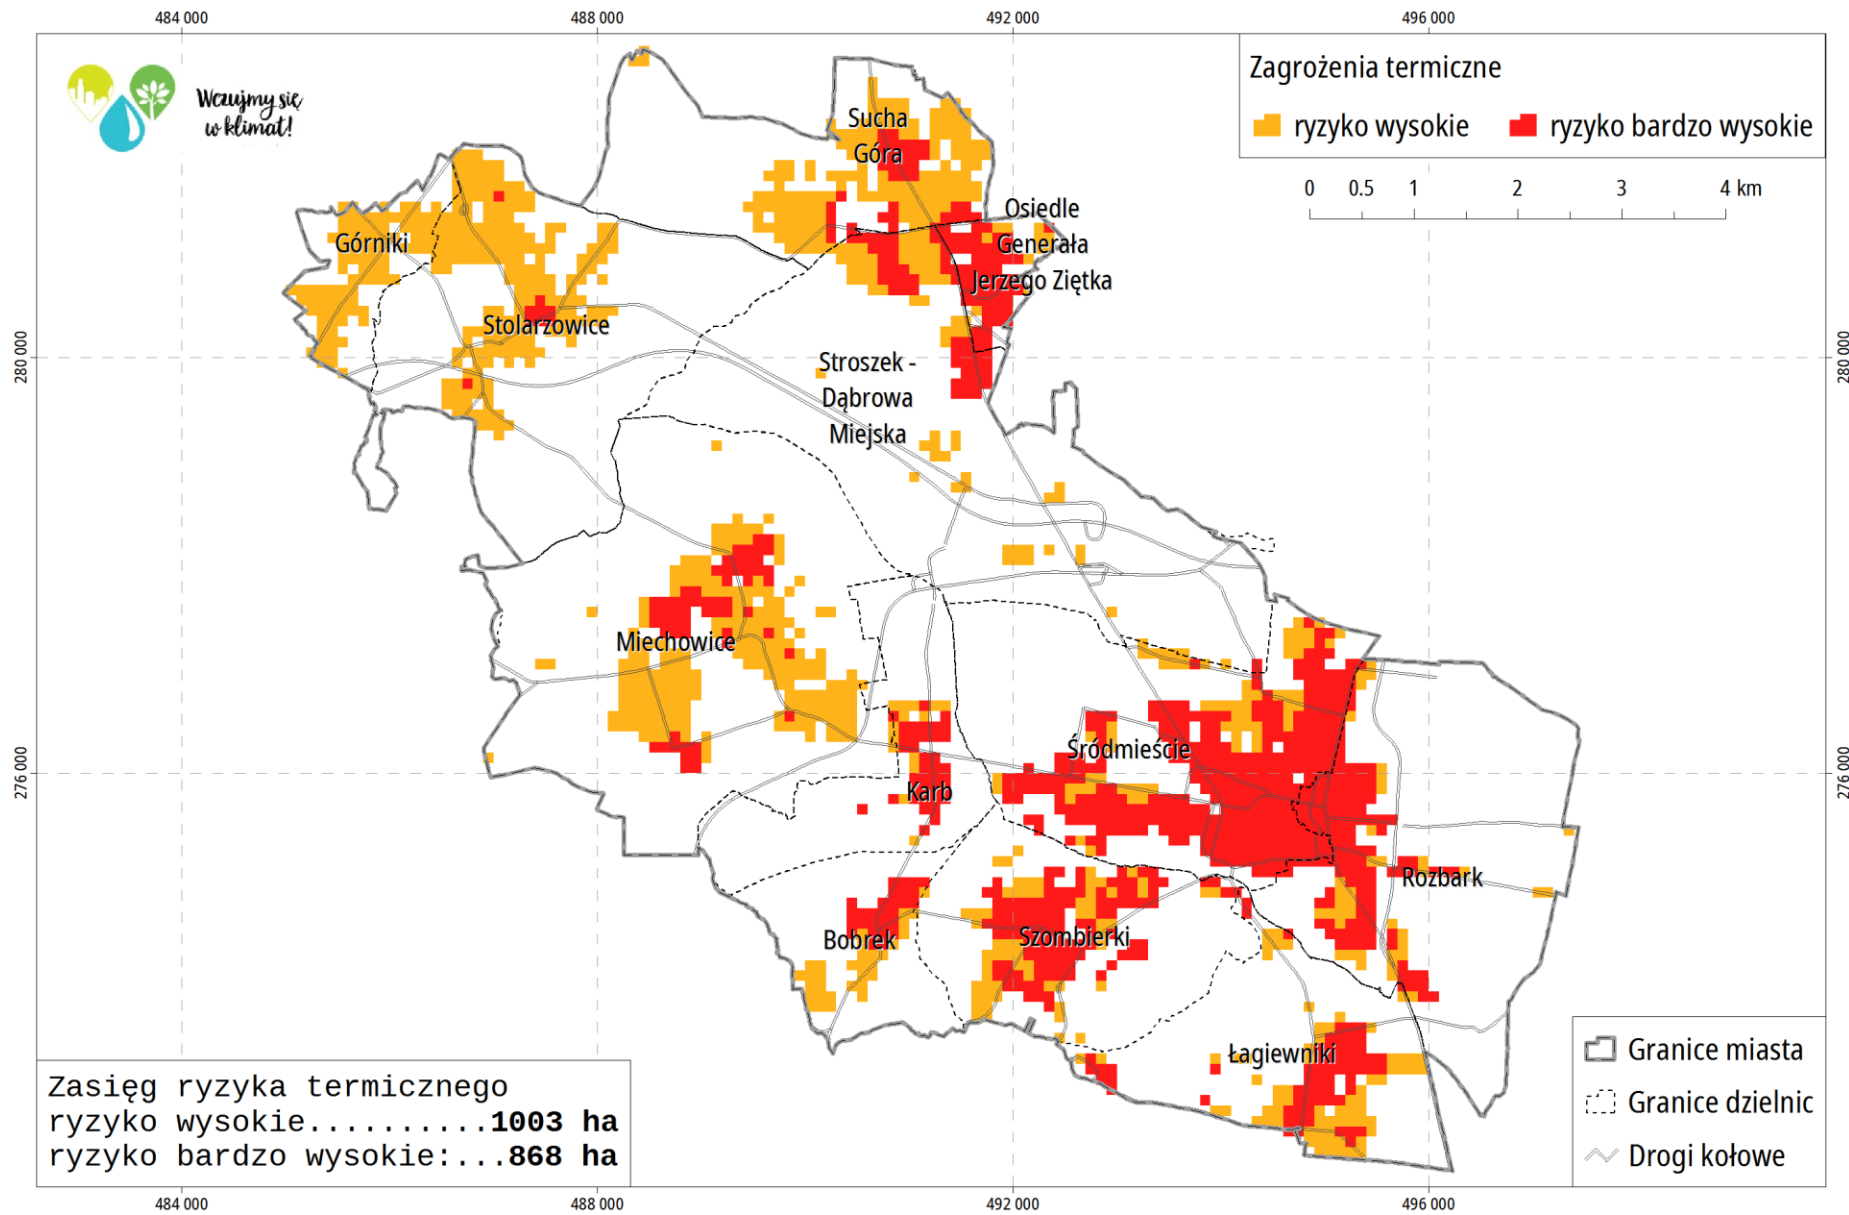 484 000
488 000
492 000
496 000
Wczujmy się
w klimat!
Zagrożenia termiczne
ryzyko wysokie
ryzyko bardzo wysokie
0
0.5
1
2
3
4 km
Sucha
Góra
Osiedle
Generała
Jerzego Ziętka
Górniki
Stolarzowice
280 000
280 000
Stroszek -
Dąbrowa
Miejska
Miechowice
Śródmieście
276 000
276 000
Karb
Rozbark
Bobrek
Szombierki
Łagiewniki
Granice miasta
Granice dzielnic
Drogi kołowe
Zasięg ryzyka termicznego
ryzyko wysokie..........1003 ha
ryzyko bardzo wysokie:...868 ha
484 000
488 000
492 000
496 000